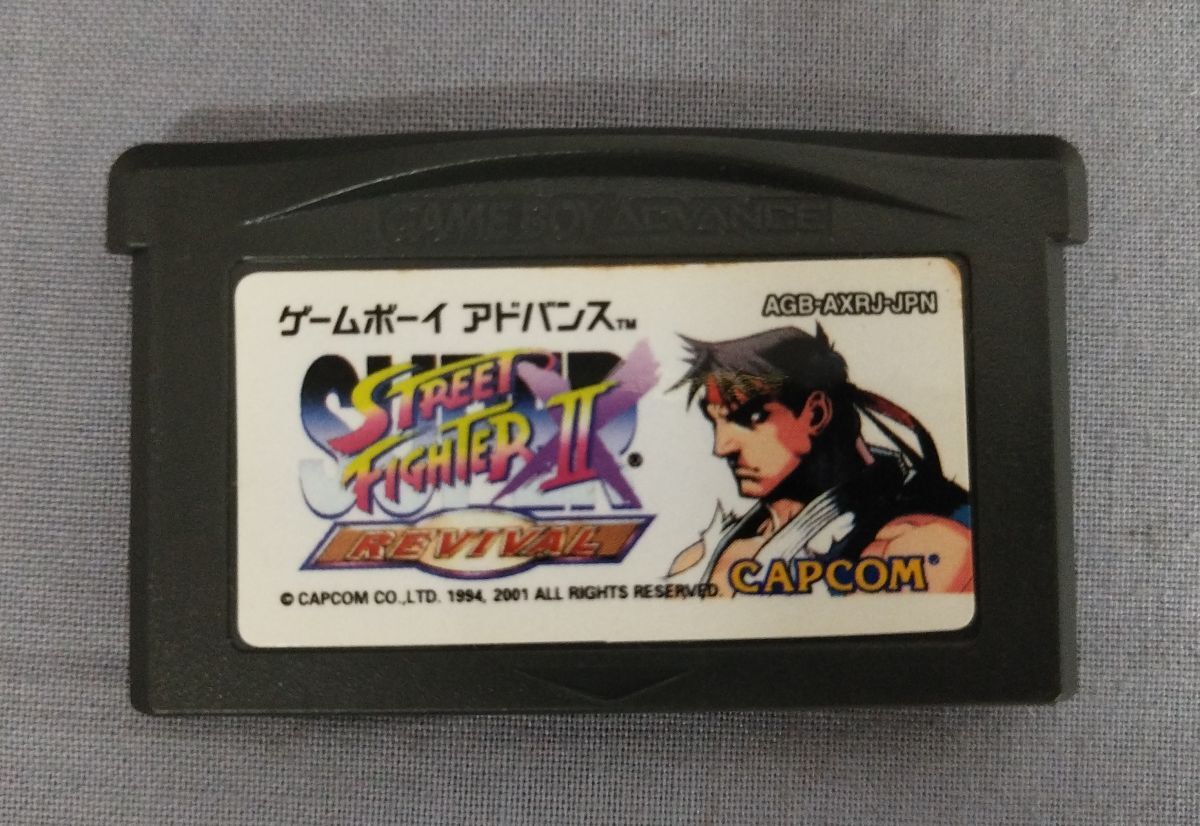 GAME BOY ADVANCE
ゲームボーイ アドバンス™
AGB-AXRJ-JPN
SUPER
STREET
FIGHTER II X®
REVIVAL
CAPCOM®
© CAPCOM CO.,LTD. 1994, 2001 ALL RIGHTS RESERVED.